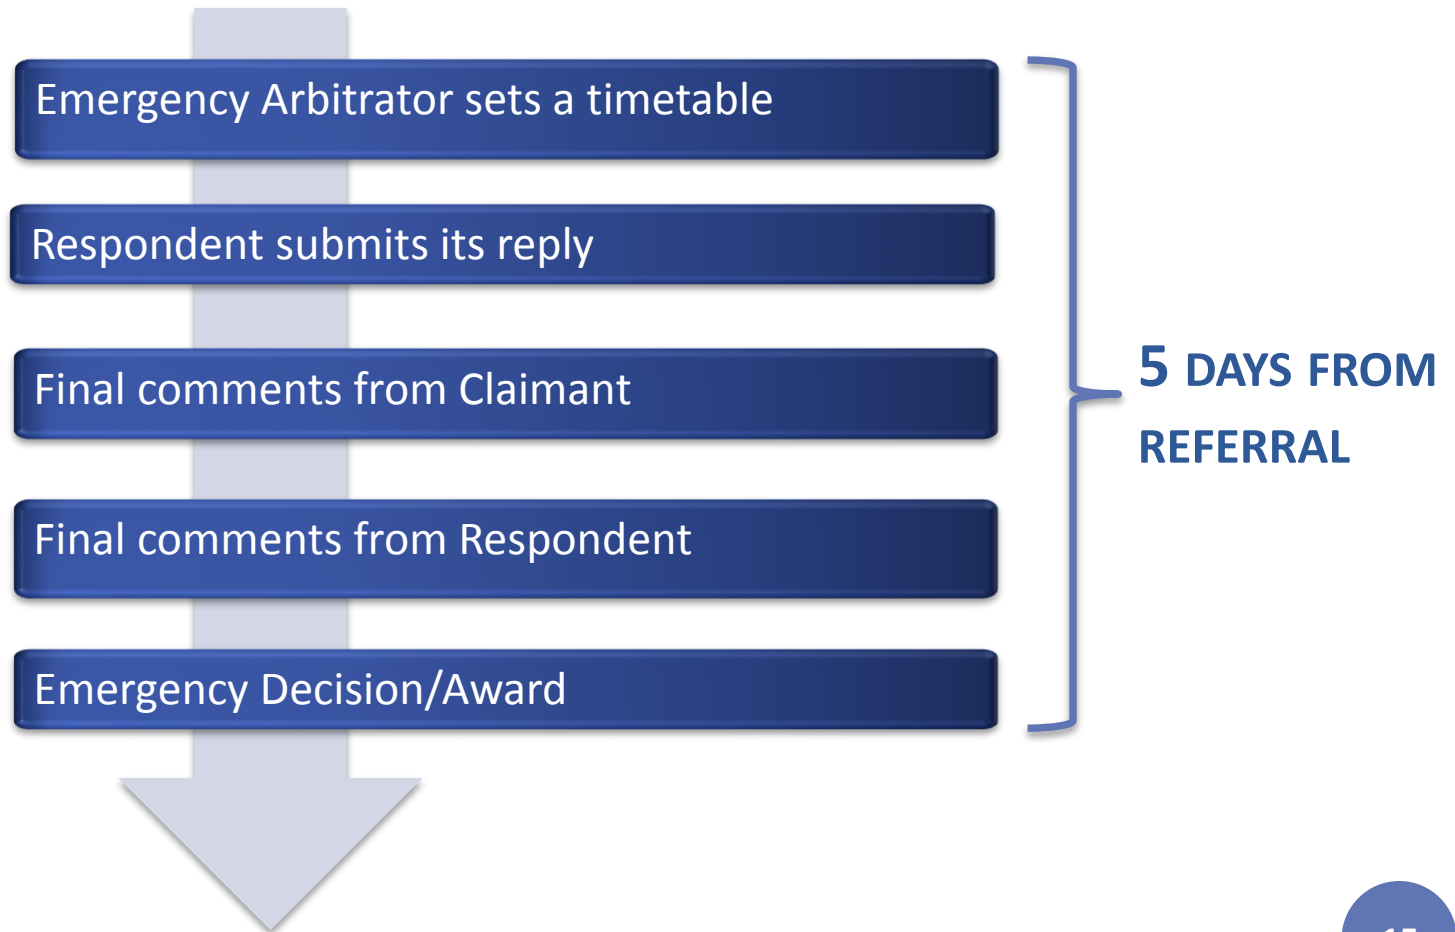 Emergency Arbitrator sets a timetable
Respondent submits its reply
Final comments from Claimant
Final comments from Respondent
Emergency Decision/Award
5 DAYS FROM
REFERRAL